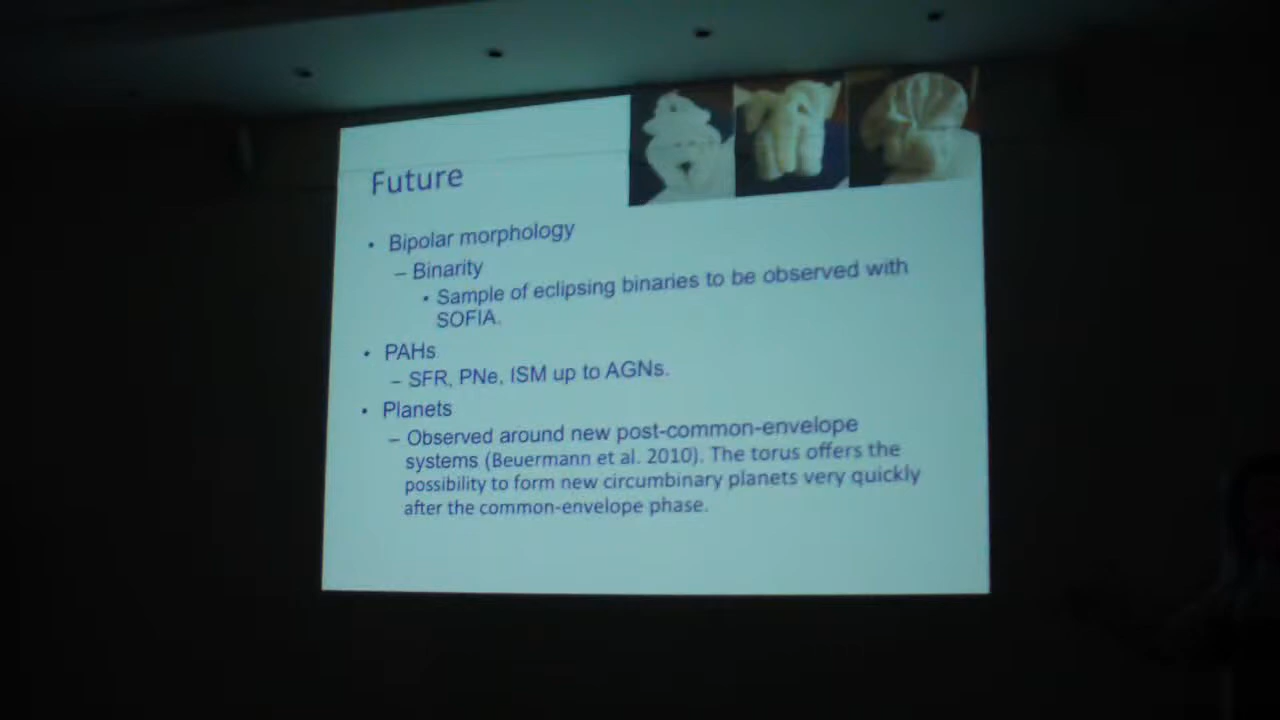 Future
• Bipolar morphology
– Binarity
• Sample of eclipsing binaries to be observed with
SOFIA.
• PAHs
– SFR, PNe, ISM up to AGNs.
• Planets
– Observed around new post-common-envelope
systems (Beuermann et al. 2010). The torus offers the
possibility to form new circumbinary planets very quickly
after the common-envelope phase.